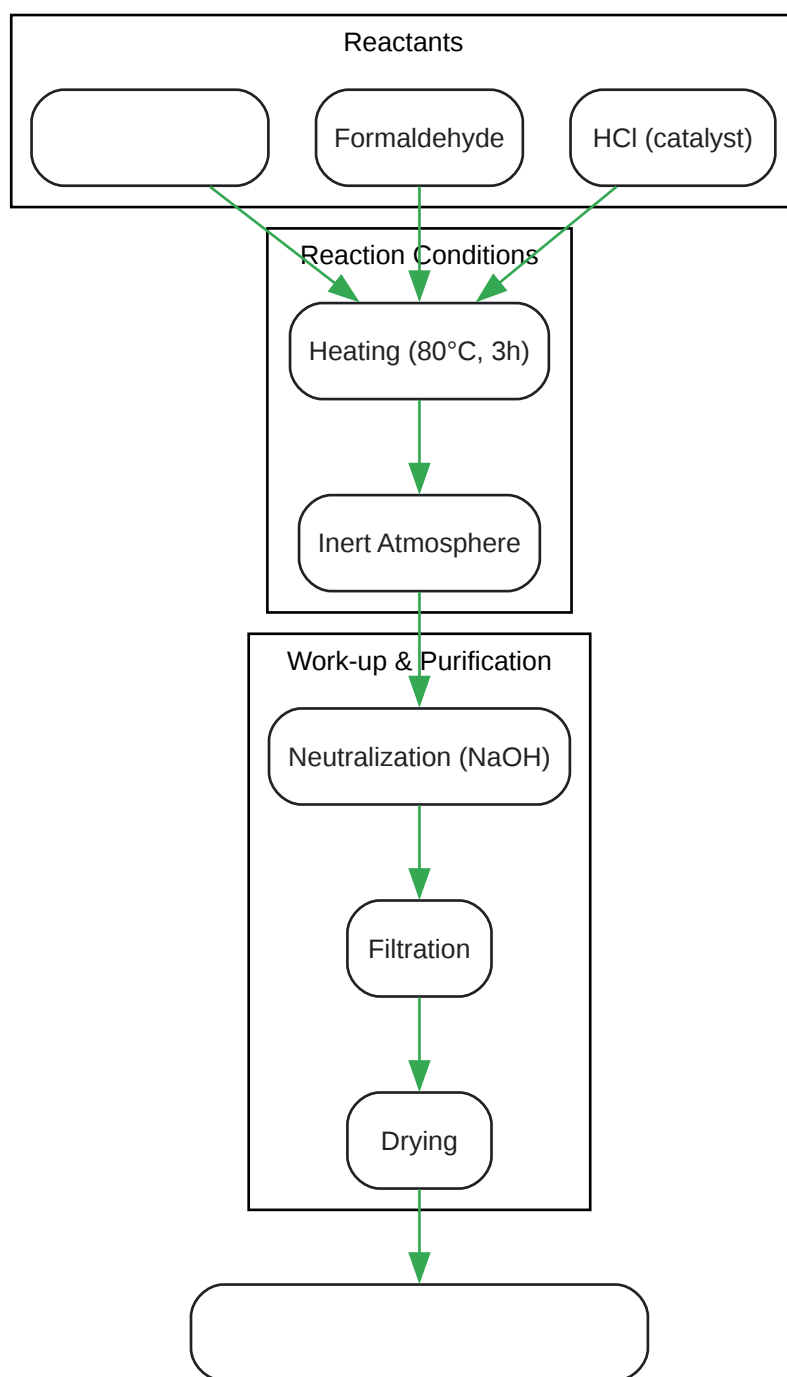 Reactants
Formaldehyde
HCl (catalyst)
Reaction Conditions
Heating (80°C, 3h)
Inert Atmosphere
Work-up & Purification
Neutralization (NaOH)
Filtration
Drying